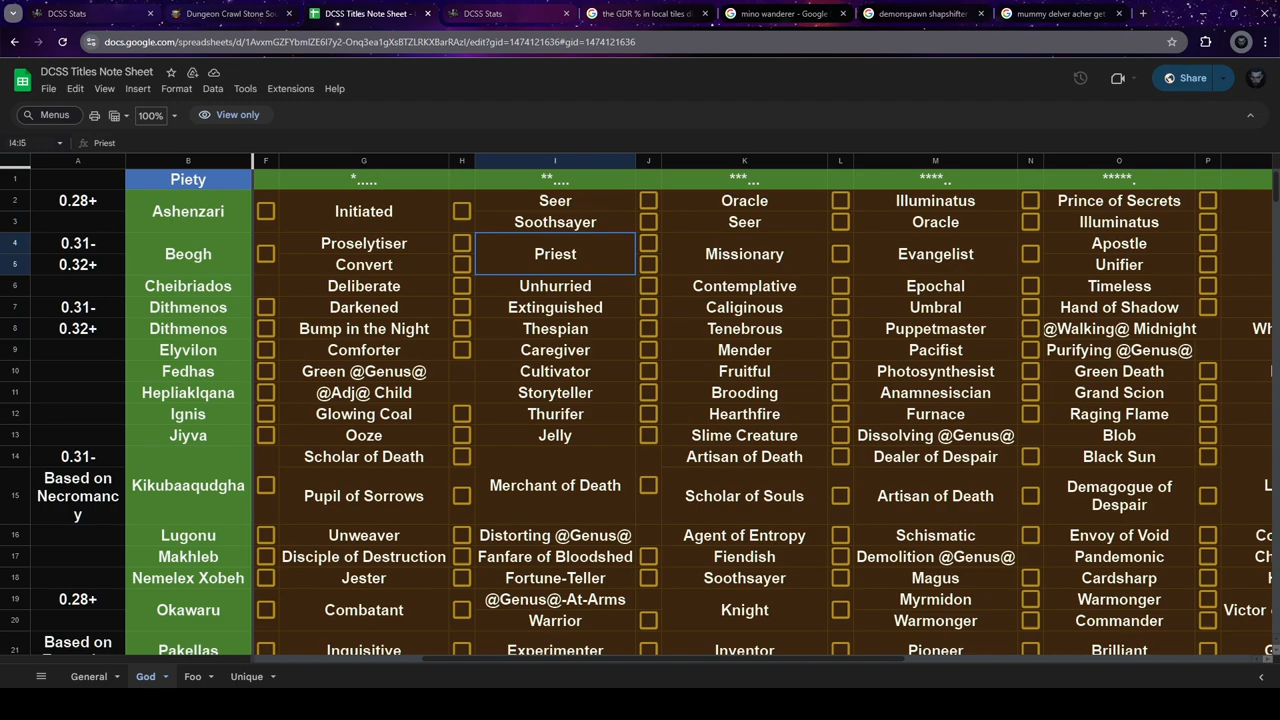 DCSS Stats
Dungeon Crawl Stone Sou
DCSS Titles Note Sheet -
DCSS Stats
the GDR % in local tiles di
mino wanderer - Google
demonspawn shapshifter
mummy delver acher get
docs.google.com/spreadsheets/d/1AvxmGZFYbmIZE6l7y2-Onq3ea1gXsBTZLRKXBarRAzI/edit?gid=1474121636#gid=1474121636
DCSS Titles Note Sheet
File Edit View Insert Format Data Tools Extensions Help
Share
Menus
100%
View only
I4:I5
Priest
A B F G H I J K L M N O P
1 Piety *..... **.... ***... ****.. *****.
2 0.28+ Ashenzari Initiated Seer Oracle Illuminatus Prince of Secrets
3 Soothsayer Seer Oracle Illuminatus
4 0.31- Beogh Proselytiser Priest Missionary Evangelist Apostle
5 0.32+ Convert Unifier
6 Cheibriados Deliberate Unhurried Contemplative Epochal Timeless
7 0.31- Dithmenos Darkened Extinguished Caliginous Umbral Hand of Shadow
8 0.32+ Dithmenos Bump in the Night Thespian Tenebrous Puppetmaster @Walking@ Midnight Wh
9 Elyvilon Comforter Caregiver Mender Pacifist Purifying @Genus@
10 Fedhas Green @Genus@ Cultivator Fruitful Photosynthesist Green Death
11 Hepliaklqana @Adj@ Child Storyteller Brooding Anamnesiscian Grand Scion
12 Ignis Glowing Coal Thurifer Hearthfire Furnace Raging Flame
13 Jiyva Ooze Jelly Slime Creature Dissolving @Genus@ Blob
14 0.31- Kikubaaqudgha Scholar of Death Merchant of Death Artisan of Death Dealer of Despair Black Sun
15 Based on Necromanc y Pupil of Sorrows Scholar of Souls Artisan of Death Demagogue of Despair L
16 Lugonu Unweaver Distorting @Genus@ Agent of Entropy Schismatic Envoy of Void Co
17 Makhleb Disciple of Destruction Fanfare of Bloodshed Fiendish Demolition @Genus@ Pandemonic Ch
18 Nemelex Xobeh Jester Fortune-Teller Soothsayer Magus Cardsharp
19 0.28+ Okawaru Combatant @Genus@-At-Arms Knight Myrmidon Warmonger Victor o
20 Warrior Warmonger Commander
21 Based on Pakellas Inquisitive Experimenter Inventor Pioneer Brilliant
General God Foo Unique